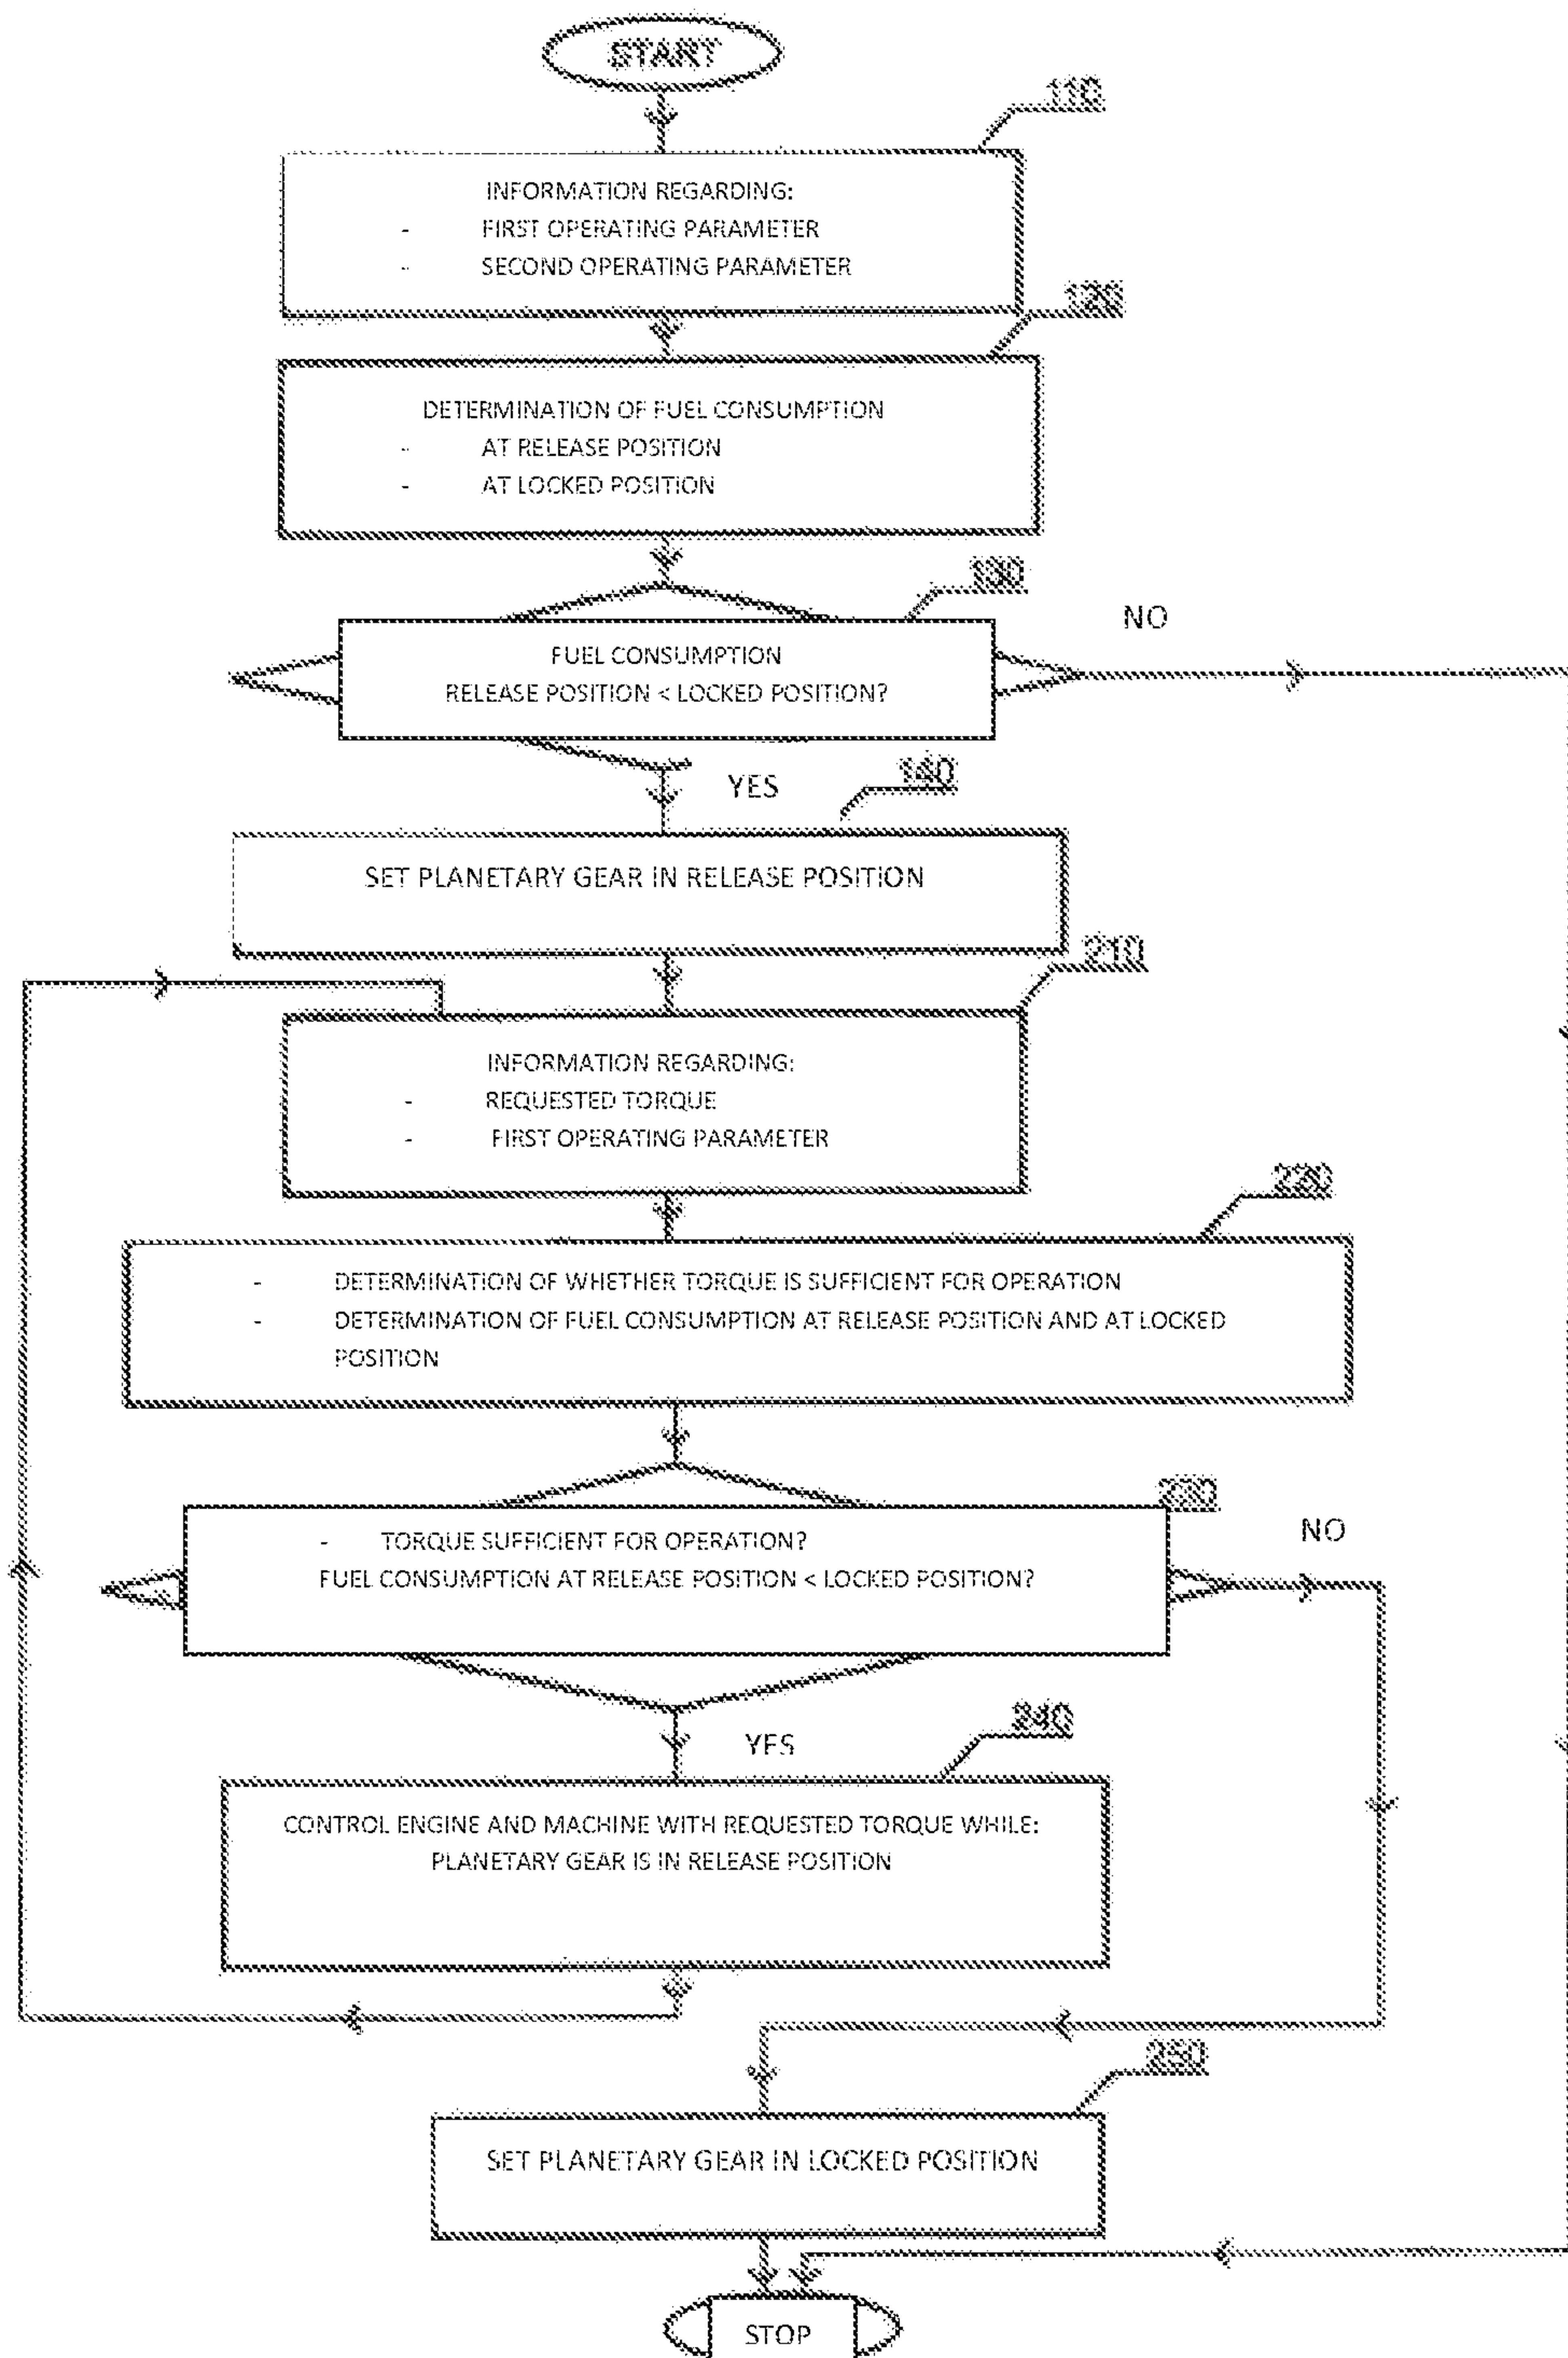 START
110
INFORMATION REGARDING:
- FIRST OPERATING PARAMETER
- SECOND OPERATING PARAMETER
120
DETERMINATION OF FUEL CONSUMPTION
- AT RELEASE POSITION
- AT LOCKED POSITION
130
NO
FUEL CONSUMPTION
RELEASE POSITION < LOCKED POSITION?
YES
140
SET PLANETARY GEAR IN RELEASE POSITION
210
INFORMATION REGARDING:
- REQUESTED TORQUE
- FIRST OPERATING PARAMETER
220
- DETERMINATION OF WHETHER TORQUE IS SUFFICIENT FOR OPERATION
- DETERMINATION OF FUEL CONSUMPTION AT RELEASE POSITION AND AT LOCKED
POSITION
230
NO
- TORQUE SUFFICIENT FOR OPERATION?
FUEL CONSUMPTION AT RELEASE POSITION < LOCKED POSITION?
YES
240
CONTROL ENGINE AND MACHINE WITH REQUESTED TORQUE WHILE:
PLANETARY GEAR IS IN RELEASE POSITION
250
SET PLANETARY GEAR IN LOCKED POSITION
STOP